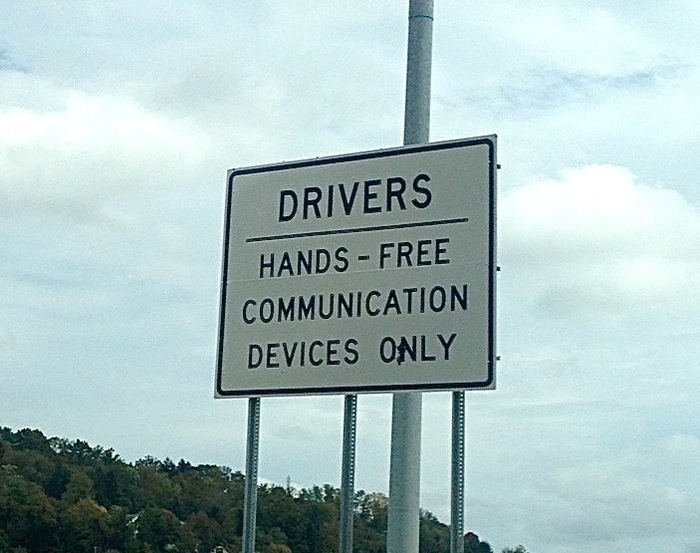 DRIVERS
HANDS-FREE
COMMUNICATION
DEVICES ONLY